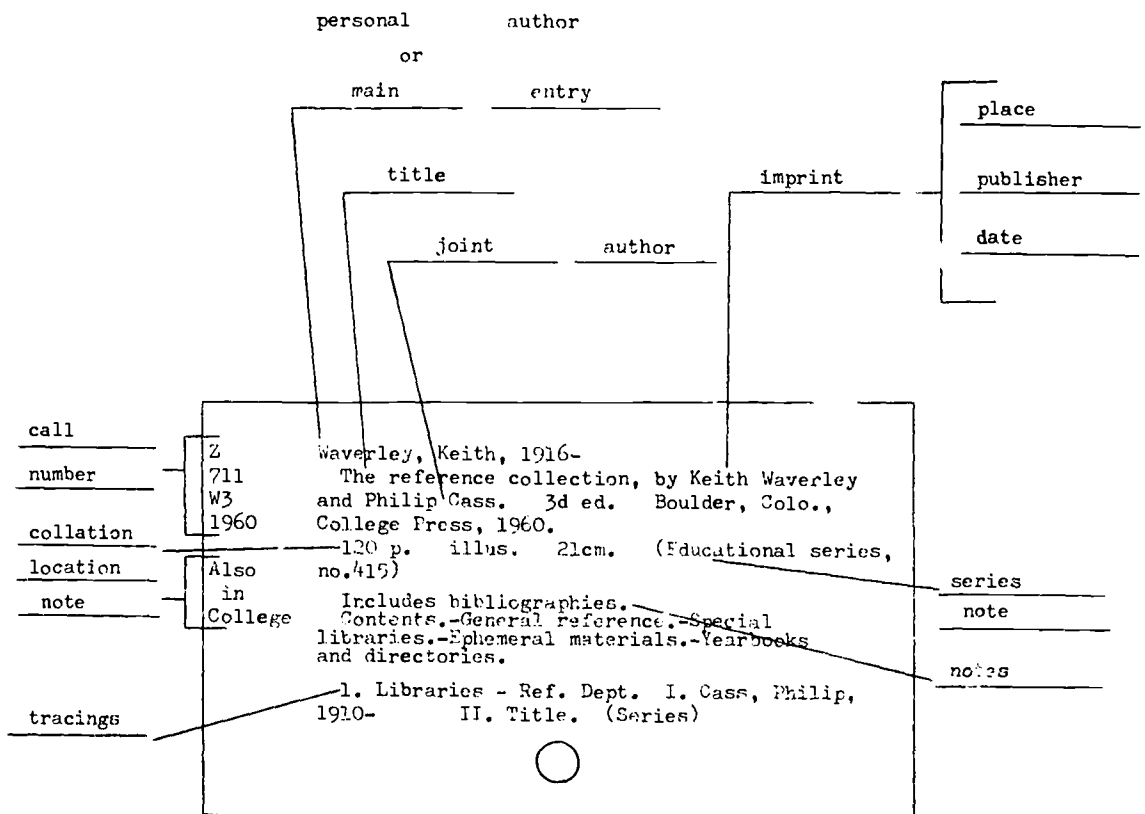 personal author
or
main entry
place
title
imprint
publisher
joint author
date
call
number
collation
location
note
tracings
Z
711
W3
1960
Also
in
College
Waverley, Keith, 1916-
The reference collection, by Keith Waverley
and Philip Cass. 3d ed. Boulder, Colo.,
College Press, 1960.
120 p. illus. 21cm. (Educational series,
no.415)
Includes bibliographies.
Contents.-General reference.-Special
libraries.-Ephemeral materials.-Yearbooks
and directories.
1. Libraries - Ref. Dept. I. Cass, Philip,
1910- II. Title. (Series)
series
note
notes